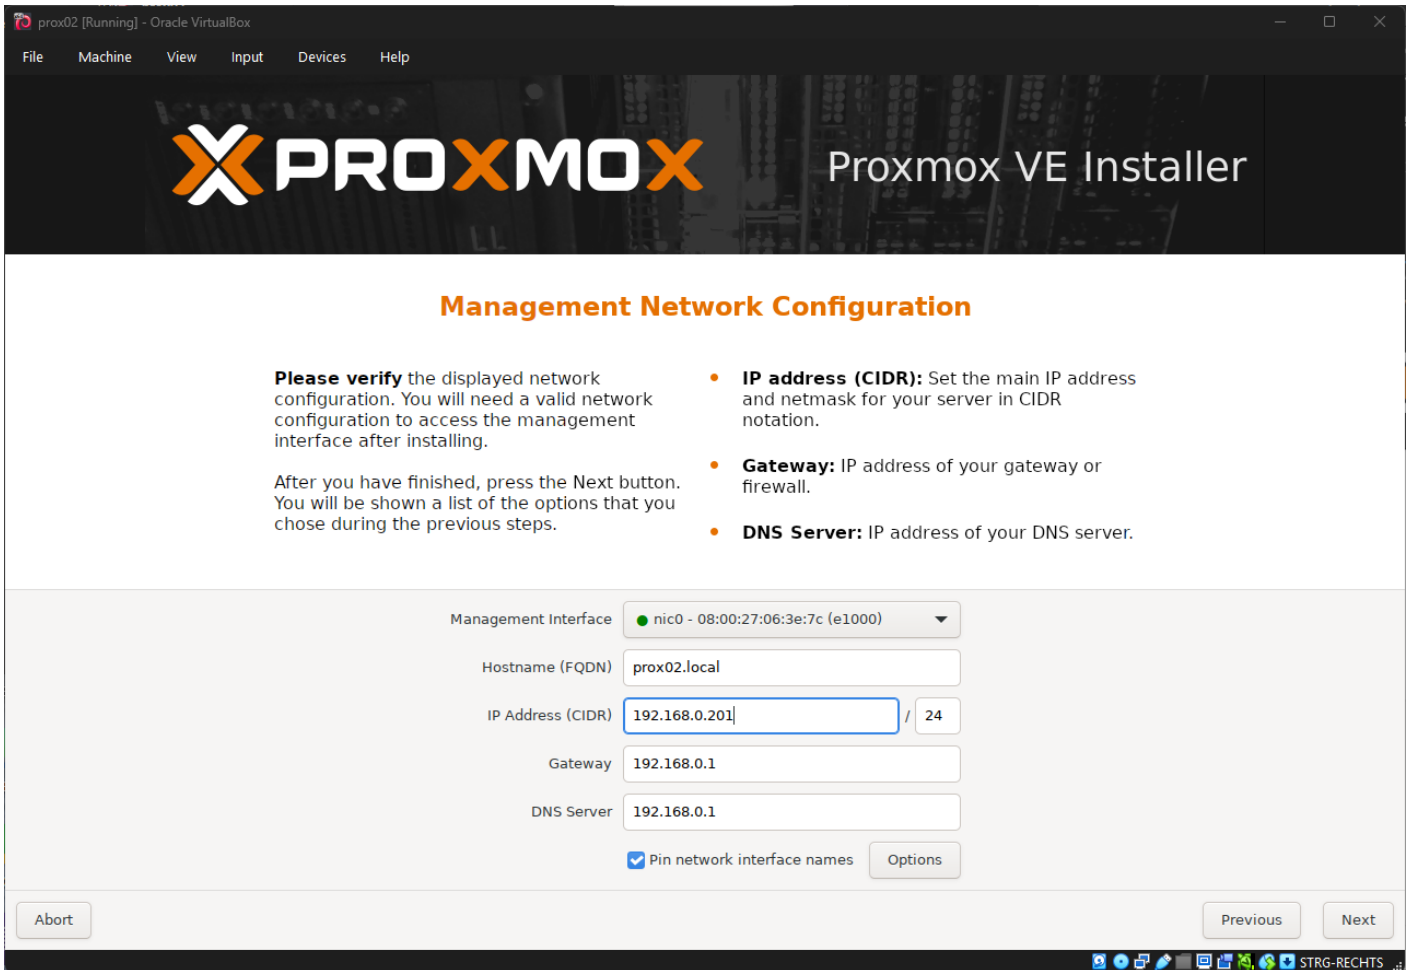 prox02 [Running] - Oracle VirtualBox
File Machine View Input Devices Help
PROXMOX
Proxmox VE Installer
Management Network Configuration
Please verify the displayed network
configuration. You will need a valid network
configuration to access the management
interface after installing.
After you have finished, press the Next button.
You will be shown a list of the options that you
chose during the previous steps.
• IP address (CIDR): Set the main IP address
and netmask for your server in CIDR
notation.
• Gateway: IP address of your gateway or
firewall.
• DNS Server: IP address of your DNS server.
Management Interface nic0 - 08:00:27:06:3e:7c (e1000)
Hostname (FQDN) prox02.local
IP Address (CIDR) 192.168.0.201 / 24
Gateway 192.168.0.1
DNS Server 192.168.0.1
Pin network interface names Options
Abort Previous Next
STRG-RECHTS